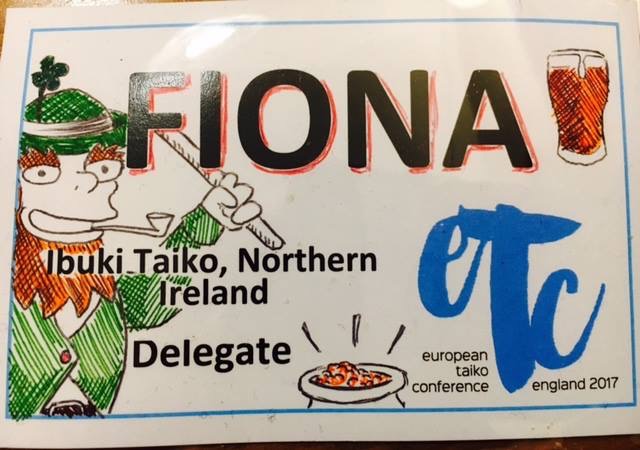 FIONA
Ibuki Taiko, Northern
Ireland
Delegate
etc
european
taiko
conference
england 2017